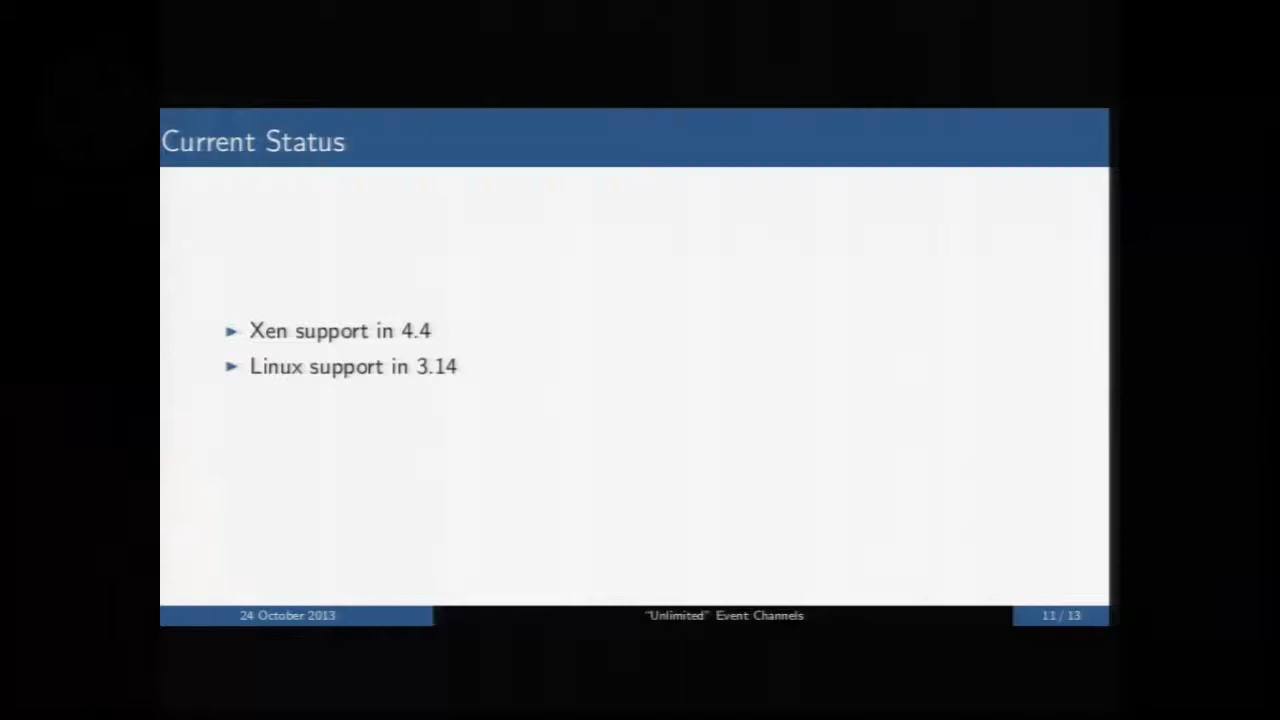 Current Status
Xen support in 4.4
Linux support in 3.14
24 October 2013
"Unlimited" Event Channels
11 / 13